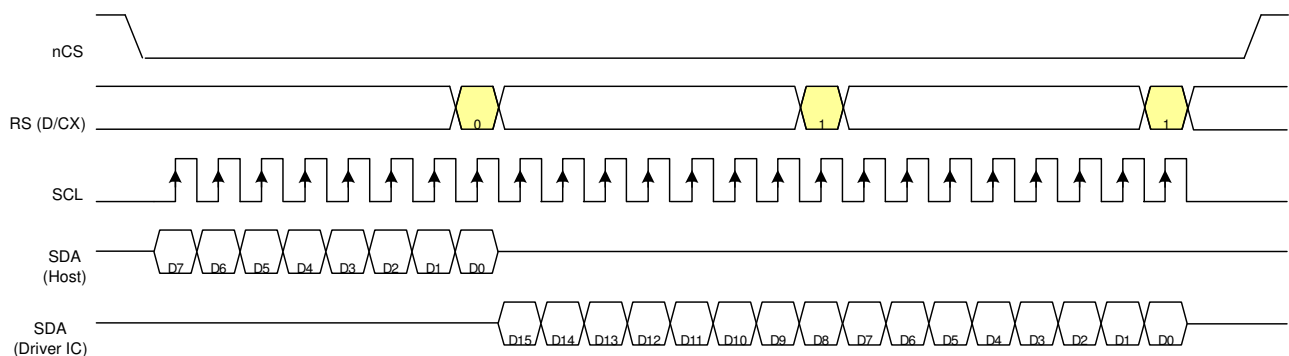 nCS
RS (D/CX)
0
1
1
SCL
SDA
(Host)
D7 D6 D5 D4 D3 D2 D1 D0
SDA
(Driver IC)
D15 D14 D13 D12 D11 D10 D9 D8 D7 D6 D5 D4 D3 D2 D1 D0